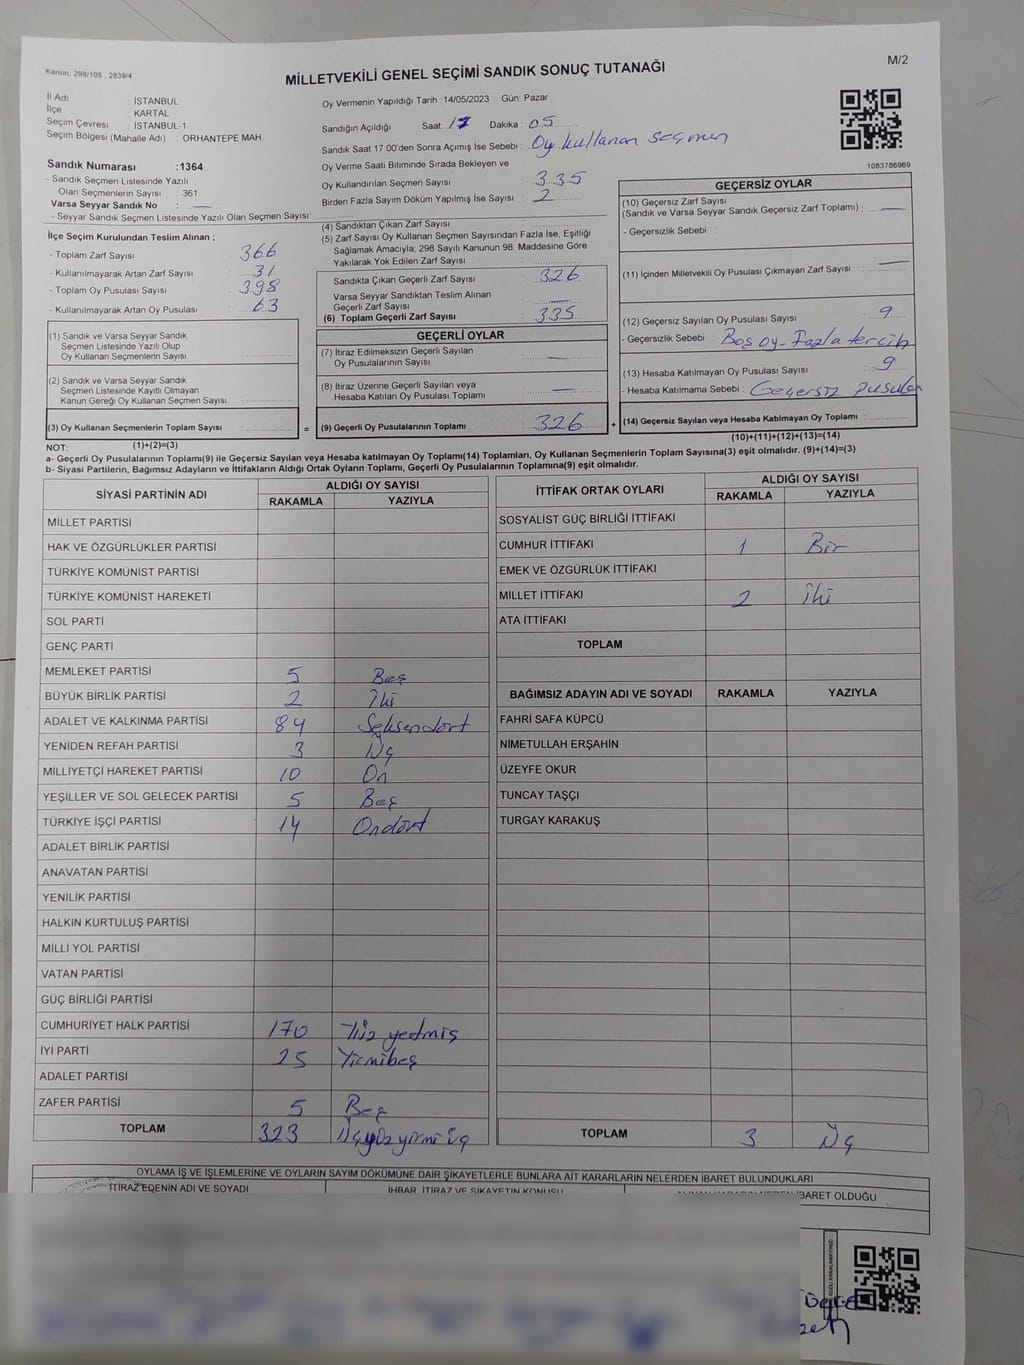 Kanun, 298/105 , 2839/4
M/2
MİLLETVEKİLİ GENEL SEÇİMİ SANDIK SONUÇ TUTANAĞI
İl Adı : İSTANBUL
İlçe : KARTAL
Seçim Çevresi : İSTANBUL-1
Seçim Bölgesi (Mahalle Adı) : ORHANTEPE MAH.
Oy Vermenin Yapıldığı Tarih :14/05/2023 Gün: Pazar
Sandığın Açıldığı Saat: 17 Dakika : 05
Sandık Saat 17:00'den Sonra Açımış İse Sebebi : Oy kullanan seçmen
Oy Verme Saati Bitiminde Sırada Bekleyen ve
Oy Kullandırılan Seçmen Sayısı : 335
Birden Fazla Sayım Döküm Yapılmış İse Sayısı : 2
1083786969
Sandık Numarası :1364
- Sandık Seçmen Listesinde Yazılı
Olan Seçmenlerin Sayısı : 361
Varsa Seyyar Sandık No : —
- Seyyar Sandık Seçmen Listesinde Yazılı Olan Seçmen Sayısı:
İlçe Seçim Kurulundan Teslim Alınan ;
- Toplam Zarf Sayısı : 366
- Kullanılmayarak Artan Zarf Sayısı : 31
- Toplam Oy Pusulası Sayısı : 398
- Kullanılmayarak Artan Oy Pusulası : 63
(1) Sandık ve Varsa Seyyar Sandık
Seçmen Listesinde Yazılı Olup
Oy Kullanan Seçmenlerin Sayısı :
(2) Sandık ve Varsa Seyyar Sandık
Seçmen Listesinde Kayıtlı Olmayan
Kanun Gereği Oy Kullanan Seçmen Sayısı :
(3) Oy Kullanan Seçmenlerin Toplam Sayısı :
(1)+(2)=(3)
(4) Sandıktan Çıkan Zarf Sayısı :
(5) Zarf Sayısı Oy Kullanan Seçmen Sayısından Fazla İse, Eşitliği
Sağlamak Amacıyla; 298 Sayılı Kanunun 98. Maddesine Göre
Yakılarak Yok Edilen Zarf Sayısı :
Sandıkta Çıkan Geçerli Zarf Sayısı : 326
Varsa Seyyar Sandıktan Teslim Alınan
Geçerli Zarf Sayısı : —
(6) Toplam Geçerli Zarf Sayısı : 335
GEÇERLİ OYLAR
(7) İtiraz Edilmeksizin Geçerli Sayılan
Oy Pusulalarının Sayısı : —
(8) İtiraz Üzerine Geçerli Sayılan veya
Hesaba Katılan Oy Pusulaları Toplamı : —
= (9) Geçerli Oy Pusulalarının Toplamı : 326 +
GEÇERSİZ OYLAR
(10) Geçersiz Zarf Sayısı
(Sandık ve Varsa Seyyar Sandık Geçersiz Zarf Toplamı) : —
- Geçersizlik Sebebi :
(11) İçinden Milletvekili Oy Pusulası Çıkmayan Zarf Sayısı : —
(12) Geçersiz Sayılan Oy Pusulası Sayısı : 9
- Geçersizlik Sebebi : Boş oy - Fazla tercih
(13) Hesaba Katılmayan Oy Pusulası Sayısı : 9
- Hesaba Katılmama Sebebi : Geçersiz pusula
(14) Geçersiz Sayılan veya Hesaba Katılmayan Oy Toplamı :
(10)+(11)+(12)+(13)=(14)
NOT:
a- Geçerli Oy Pusulalarının Toplamı(9) ile Geçersiz Sayılan veya Hesaba katılmayan Oy Toplamı(14) Toplamları, Oy Kullanan Seçmenlerin Toplam Sayısına(3) eşit olmalıdır. (9)+(14)=(3)
b- Siyasi Partilerin, Bağımsız Adayların ve İttifakların Aldığı Ortak Oyların Toplamı, Geçerli Oy Pusulalarının Toplamına(9) eşit olmalıdır.
SİYASİ PARTİNİN ADI ALDIĞI OY SAYISI
RAKAMLA YAZIYLA
MİLLET PARTİSİ
HAK VE ÖZGÜRLÜKLER PARTİSİ
TÜRKİYE KOMÜNİST PARTİSİ
TÜRKİYE KOMÜNİST HAREKETİ
SOL PARTİ
GENÇ PARTİ
MEMLEKET PARTİSİ 5 Beş
BÜYÜK BİRLİK PARTİSİ 2 İki
ADALET VE KALKINMA PARTİSİ 84 Seksendört
YENİDEN REFAH PARTİSİ 3 Üç
MİLLİYETÇİ HAREKET PARTİSİ 10 On
YEŞİLLER VE SOL GELECEK PARTİSİ 5 Beş
TÜRKİYE İŞÇİ PARTİSİ 14 Ondört
ADALET BİRLİK PARTİSİ
ANAVATAN PARTİSİ
YENİLİK PARTİSİ
HALKIN KURTULUŞ PARTİSİ
MİLLİ YOL PARTİSİ
VATAN PARTİSİ
GÜÇ BİRLİĞİ PARTİSİ
CUMHURİYET HALK PARTİSİ 170 Yüz yetmiş
İYİ PARTİ 25 Yirmibeş
ADALET PARTİSİ
ZAFER PARTİSİ 5 Beş
TOPLAM 323 Üçyüzyirmi üç
İTTİFAK ORTAK OYLARI ALDIĞI OY SAYISI
RAKAMLA YAZIYLA
SOSYALİST GÜÇ BİRLİĞİ İTTİFAKI
CUMHUR İTTİFAKI 1 Bir
EMEK VE ÖZGÜRLÜK İTTİFAKI
MİLLET İTTİFAKI 2 İki
ATA İTTİFAKI
TOPLAM
BAĞIMSIZ ADAYIN ADI VE SOYADI RAKAMLA YAZIYLA
FAHRİ SAFA KÜPCÜ
NİMETULLAH ERŞAHİN
ÜZEYFE OKUR
TUNCAY TAŞÇI
TURGAY KARAKUŞ
TOPLAM 3 Üç
OYLAMA İŞ VE İŞLEMLERİNE VE OYLARIN SAYIM DÖKÜMÜNE DAİR ŞİKAYETLERLE BUNLARA AİT KARARLARIN NELERDEN İBARET BULUNDUKLARI
İTİRAZ EDENİN ADI VE SOYADI İHBAR, İTİRAZ VE ŞİKAYETİN KONUSU İBARET OLDUĞU